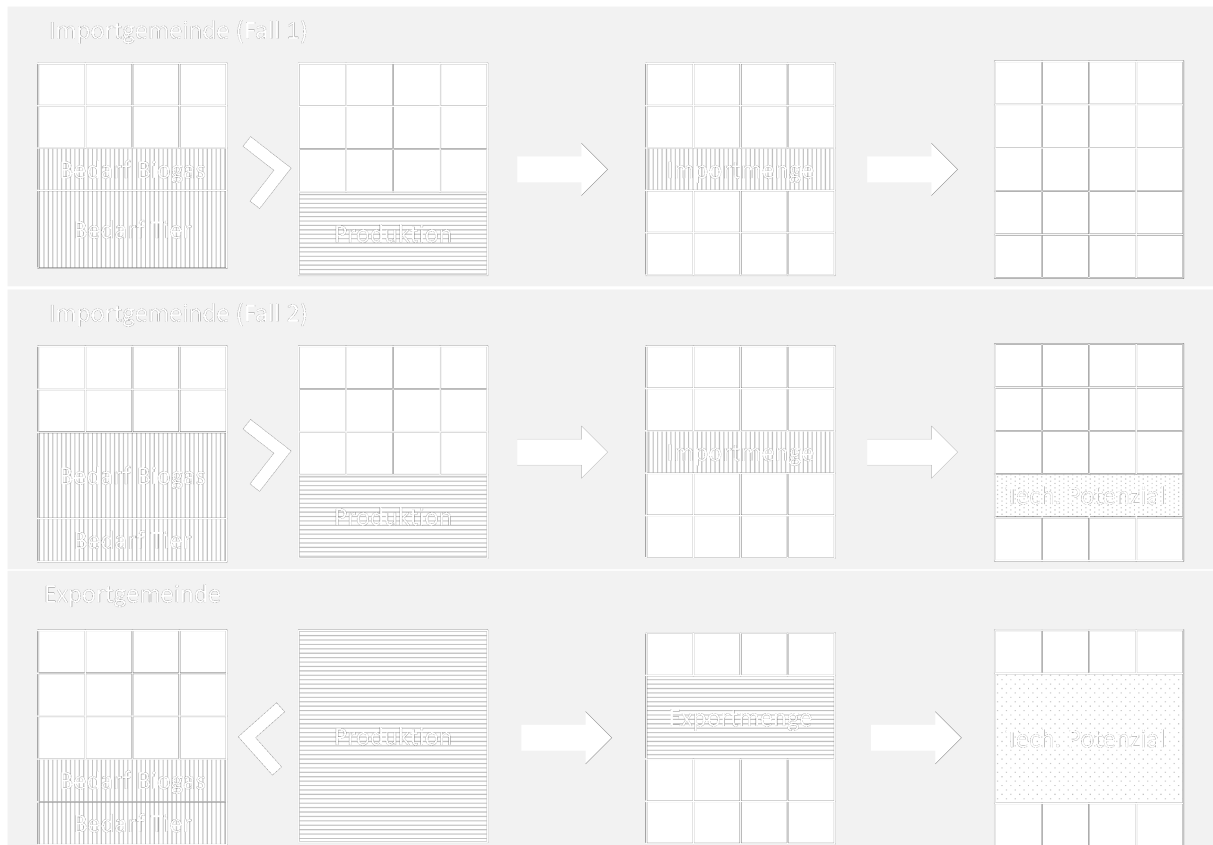 Importgemeinde (Fall 1)
Bedarf Biogas
Importmenge
Bedarf Tier
Produktion
Importgemeinde (Fall 2)
Importmenge
Bedarf Biogas
Tech. Potenzial
Produktion
Bedarf Tier
Exportgemeinde
Exportmenge
Produktion
Tech. Potenzial
Bedarf Biogas
Bedarf Tier